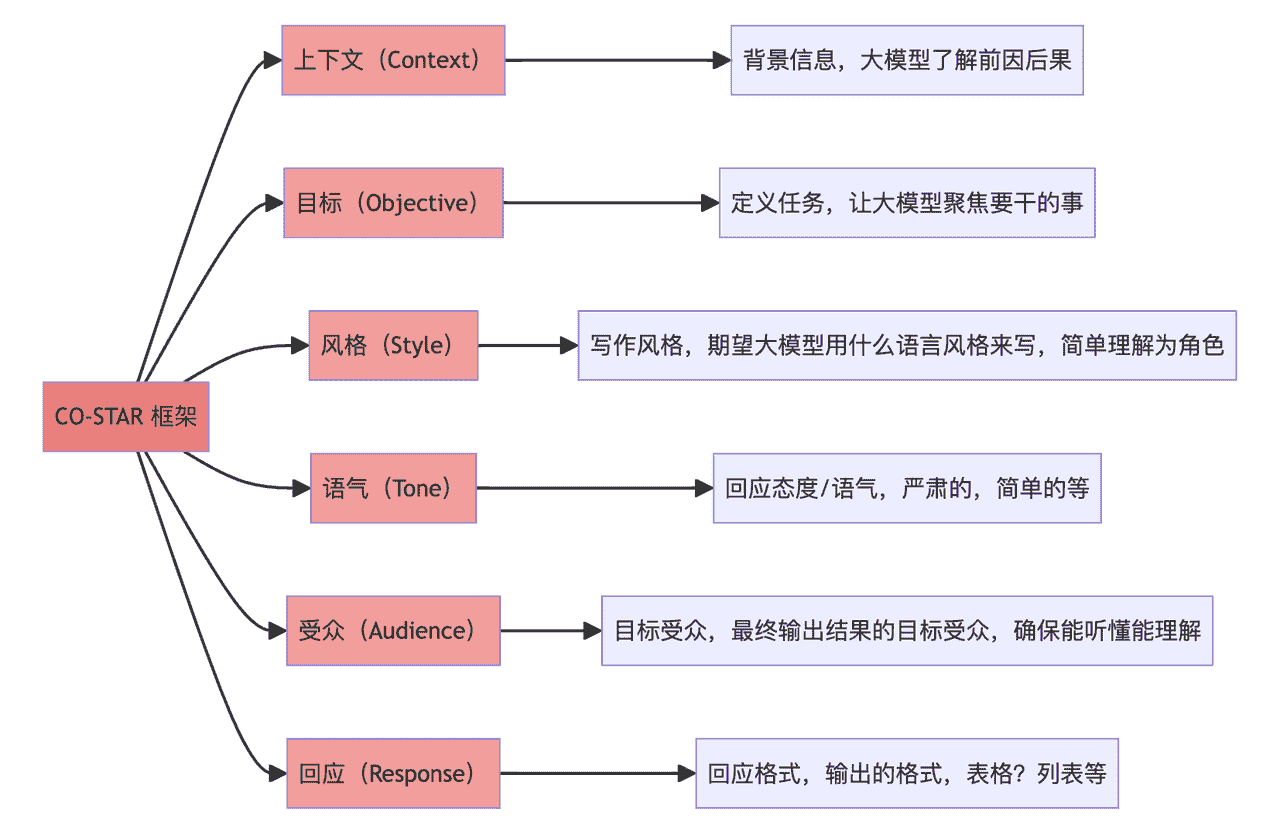 上下文（Context）
背景信息，大模型了解前因后果
目标（Objective）
定义任务，让大模型聚焦要干的事
风格（Style）
写作风格，期望大模型用什么语言风格来写，简单理解为角色
CO-STAR 框架
语气（Tone）
回应态度/语气，严肃的，简单的等
受众（Audience）
目标受众，最终输出结果的目标受众，确保能听懂能理解
回应（Response）
回应格式，输出的格式，表格？列表等